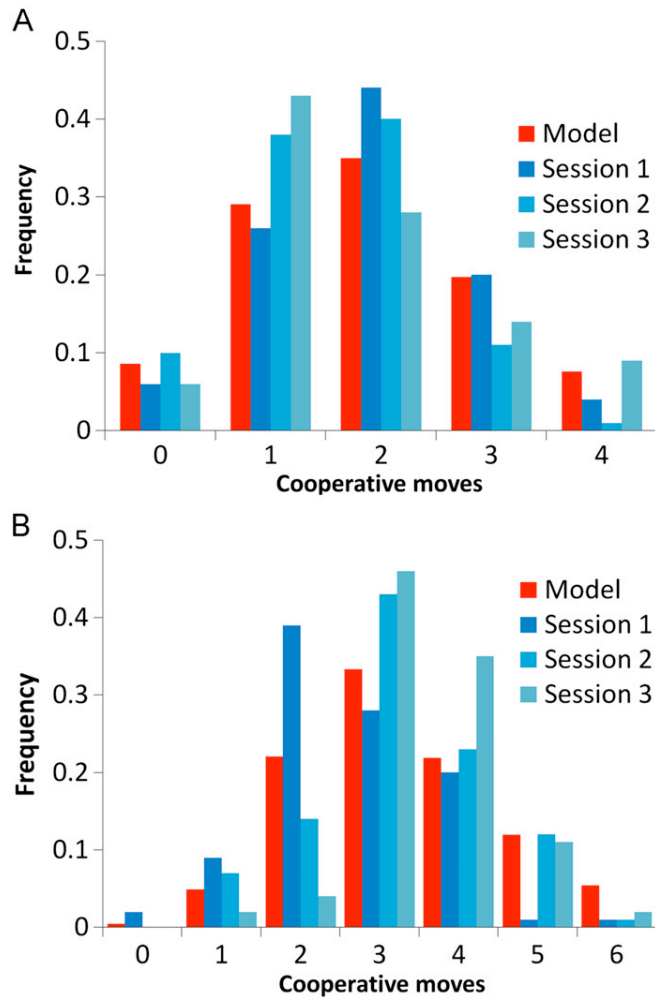 A
0.5
0.4
0.3
0.2
0.1
0
Frequency
Model
Session 1
Session 2
Session 3
0 1 2 3 4
Cooperative moves
B
0.5
0.4
0.3
0.2
0.1
0
Frequency
Model
Session 1
Session 2
Session 3
0 1 2 3 4 5 6
Cooperative moves